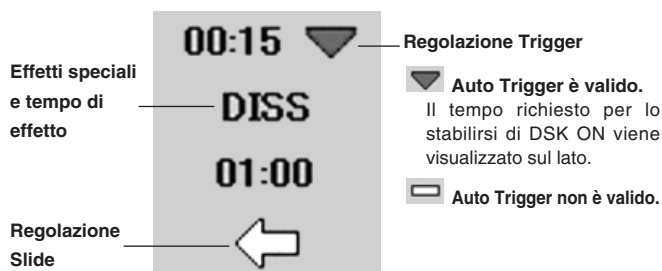 00:15
Regolazione Trigger
Effetti speciali
e tempo di
effetto
DISS
01:00
Regolazione
Slide
Auto Trigger è valido.
Il tempo richiesto per lo
stabilirsi di DSK ON viene
visualizzato sul lato.
Auto Trigger non è valido.